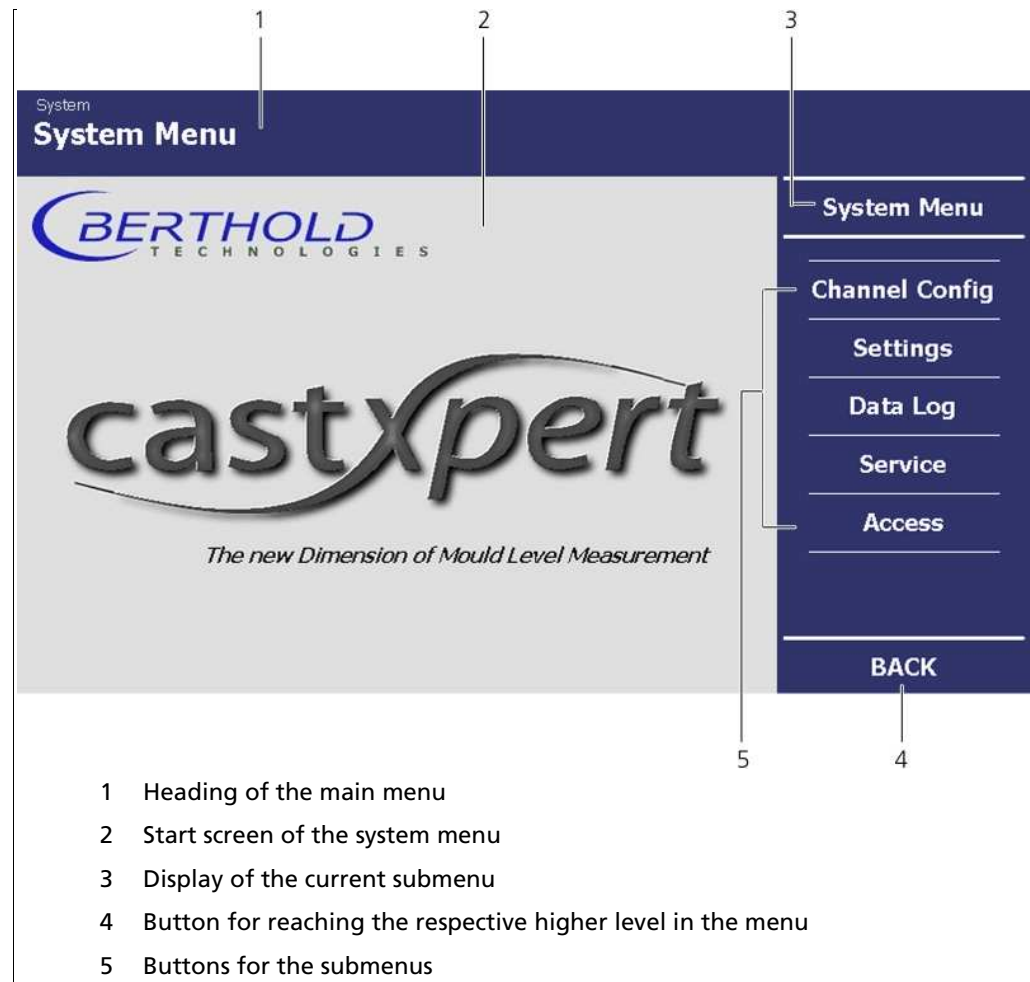 1 2 3
System
System Menu
BERTHOLD
TECHNOLOGIES
castxpert
The new Dimension of Mould Level Measurement
System Menu
Channel Config
Settings
Data Log
Service
Access
BACK
5 4
1 Heading of the main menu
2 Start screen of the system menu
3 Display of the current submenu
4 Button for reaching the respective higher level in the menu
5 Buttons for the submenus